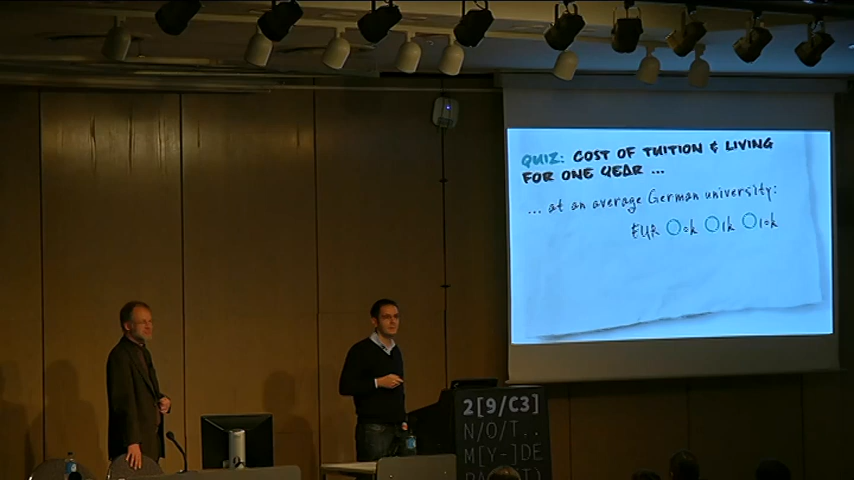 QUIZ: COST OF TUITION & LIVING
FOR ONE YEAR ...
... at an average German university:
EUR 0k 1k 10k
2[9/C3]
N/O/T..
M[Y-]DE